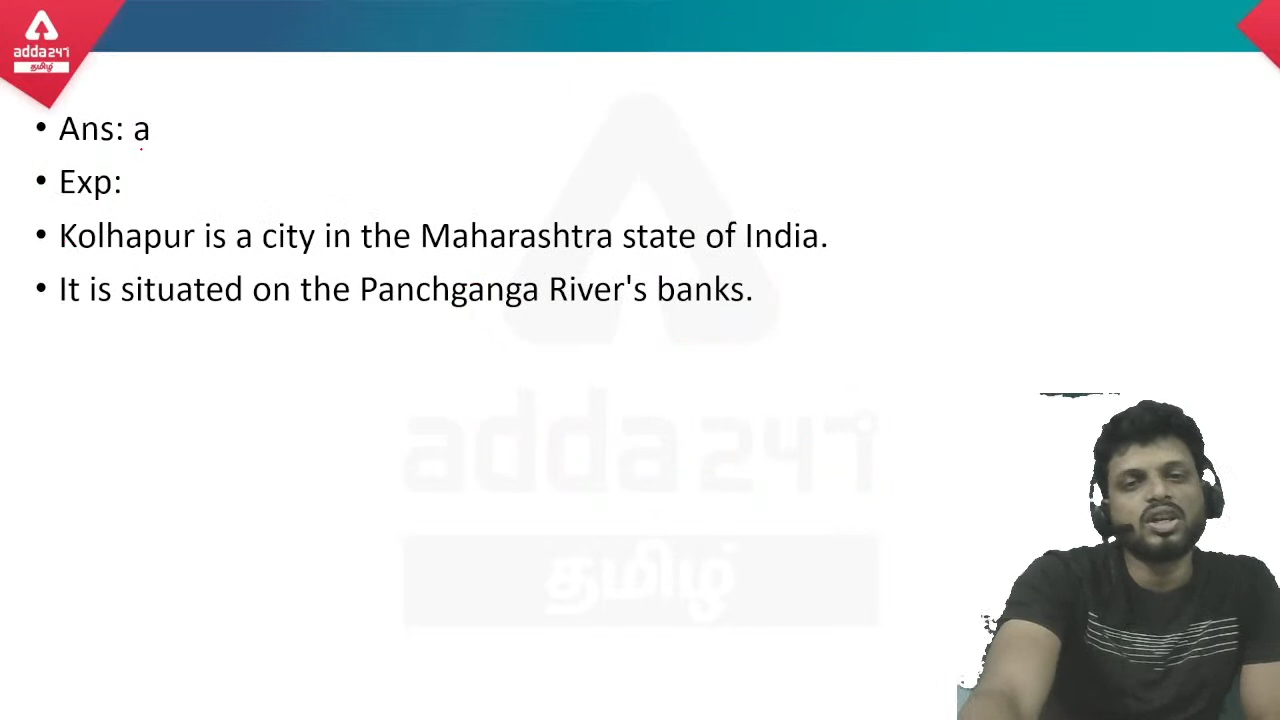 adda247
தமிழ்
• Ans: a
• Exp:
• Kolhapur is a city in the Maharashtra state of India.
• It is situated on the Panchganga River's banks.
adda247
தமிழ்